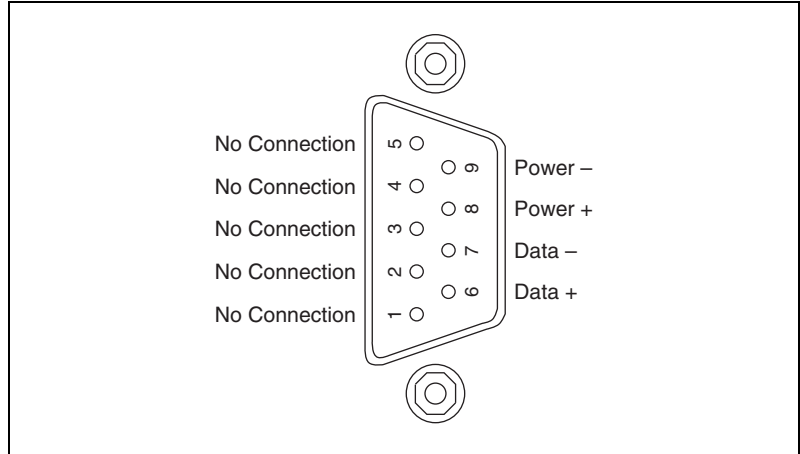 No Connection 5
9 Power –
No Connection 4
8 Power +
No Connection 3
7 Data –
No Connection 2
6 Data +
No Connection 1